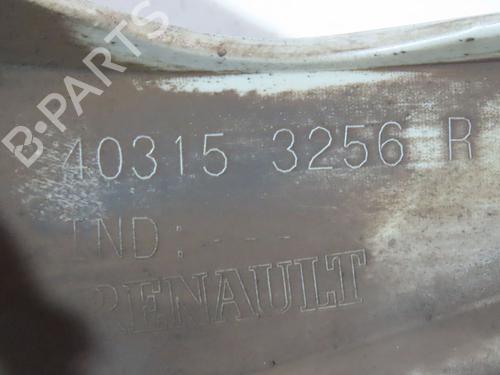 B-PARTS
40315 3256 R
IND: ---
RENAULT